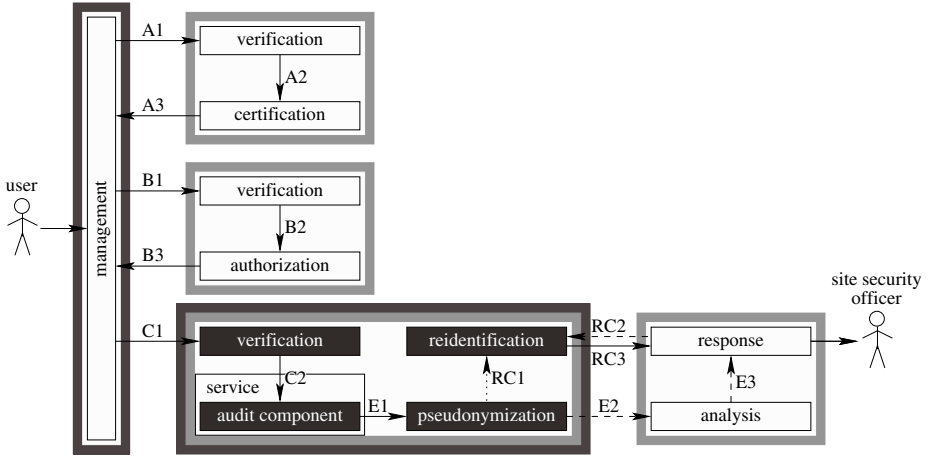 A1
verification
A2
A3
certification
user
management
B1
verification
B2
B3
authorization
site security
officer
C1
verification
reidentification
RC2
response
RC3
C2
RC1
E3
service
audit component
E1
pseudonymization
E2
analysis